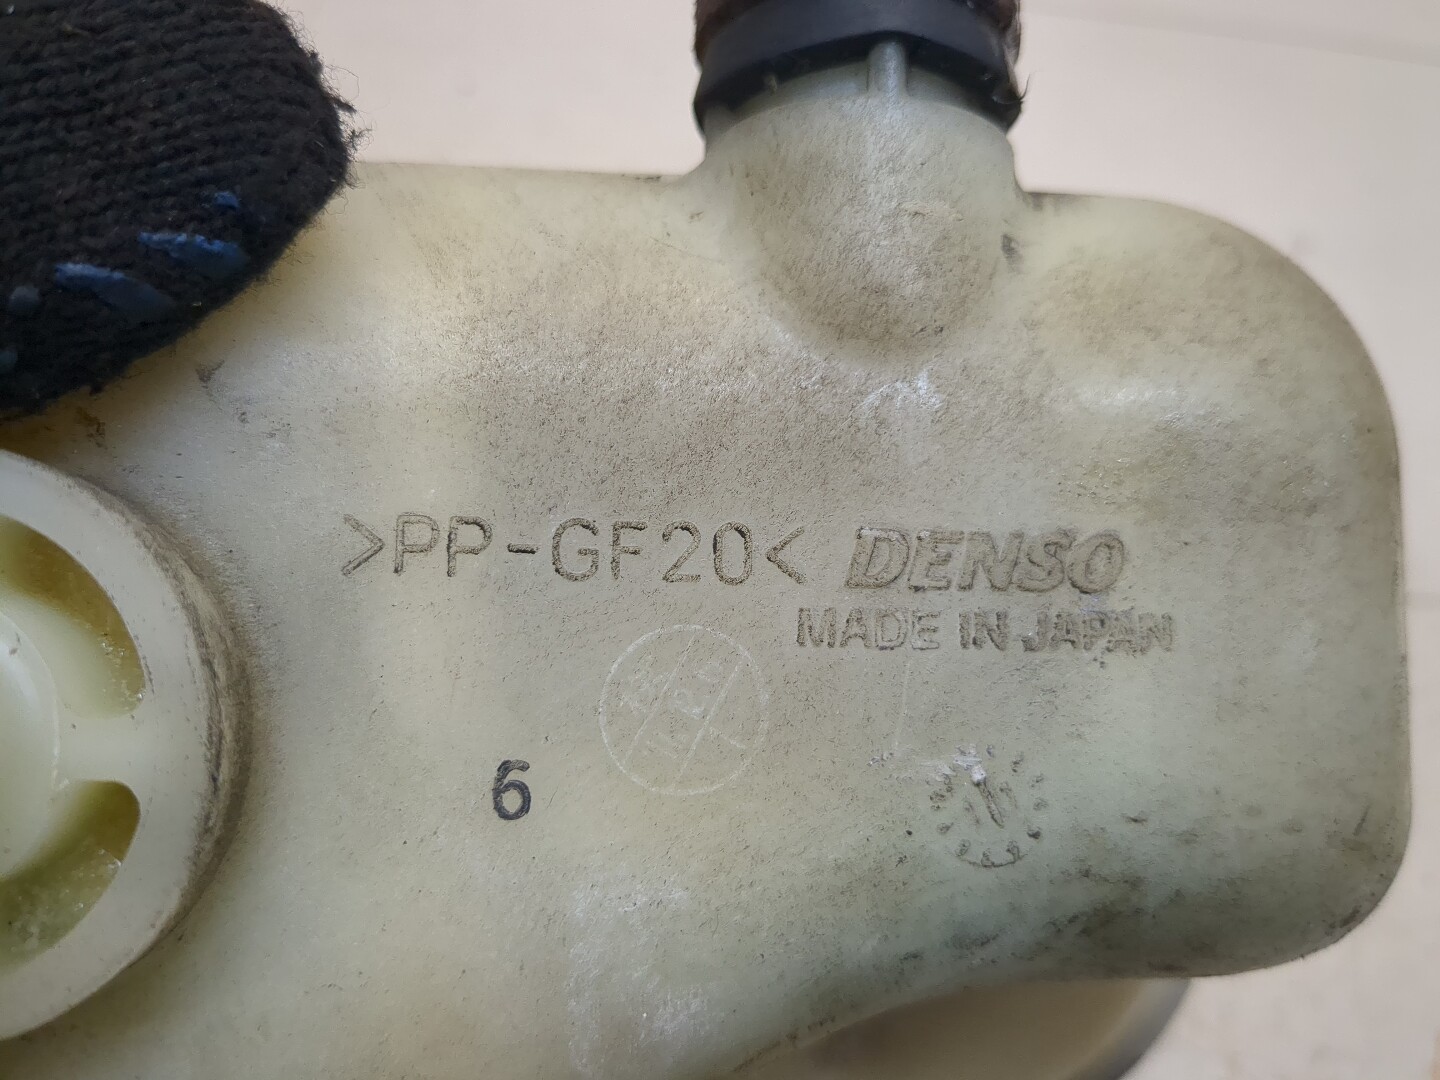 >PP-GF20< DENSO
MADE IN JAPAN
6